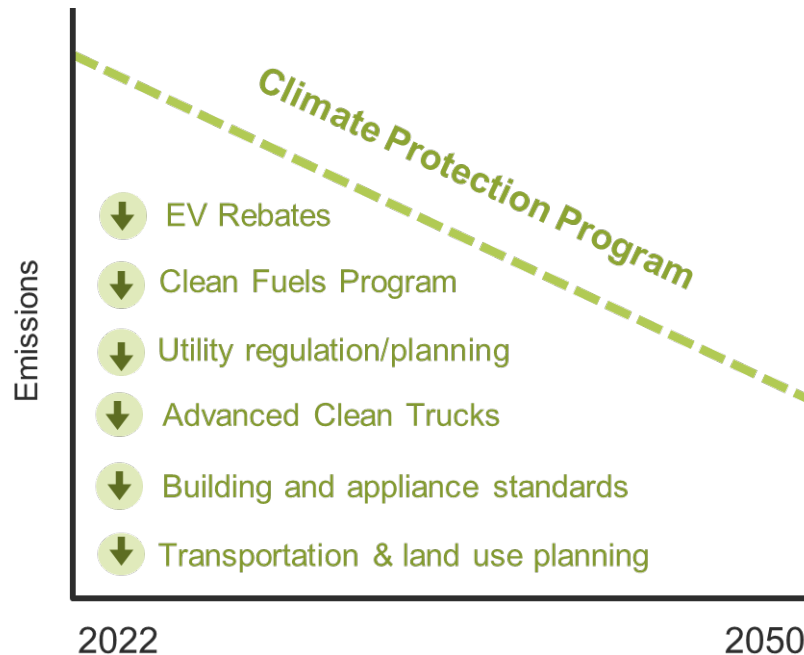 Climate Protection Program
EV Rebates
Clean Fuels Program
Utility regulation/planning
Advanced Clean Trucks
Building and appliance standards
Transportation & land use planning
Emissions
2022
2050